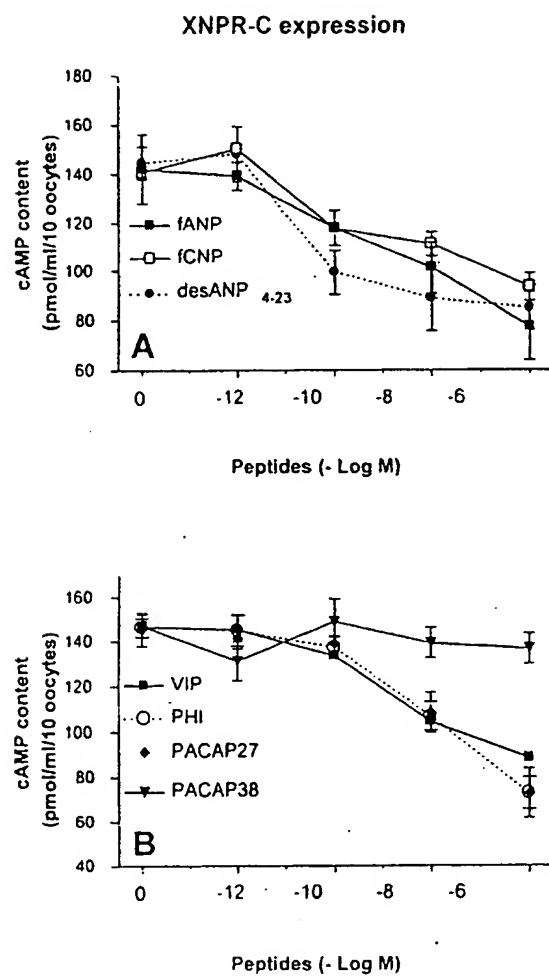 XNPR-C expression
180
160
140
120
100
80
60
cAMP content
(pmol/ml/10 oocytes)
fANP
fCNP
desANP 4-23
A
0 -12 -10 -8 -6
Peptides (- Log M)
160
140
120
100
80
60
40
cAMP content
(pmol/ml/10 oocytes)
VIP
PHI
PACAP27
PACAP38
B
0 -12 -10 -8 -6
Peptides (- Log M)